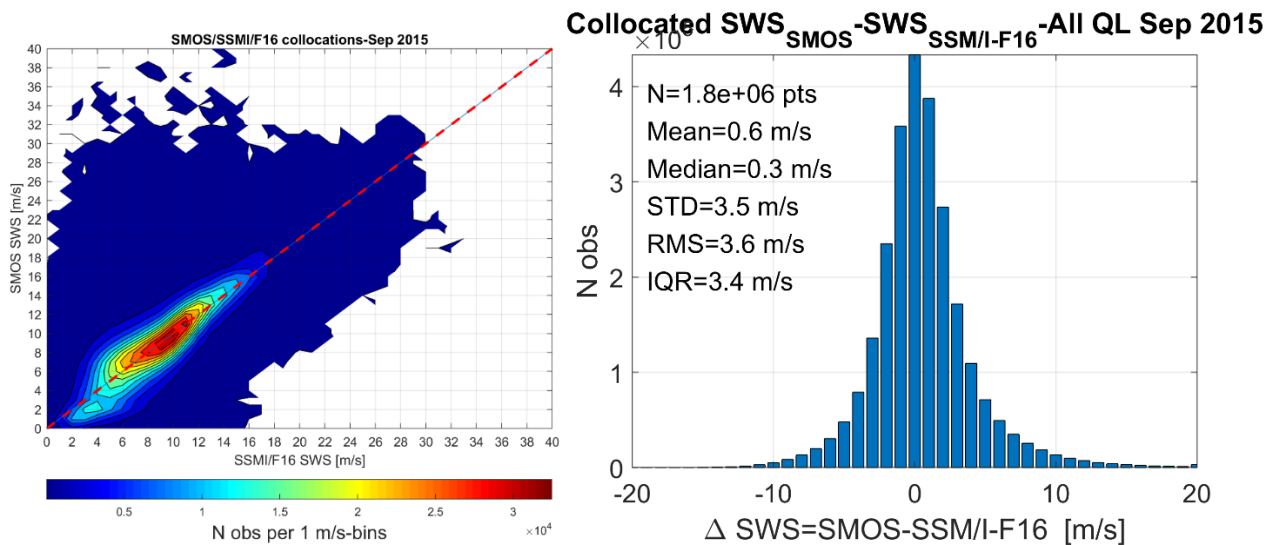 SMOS/SSMI/F16 collocations-Sep 2015
40
38
36
34
32
30
28
26
24
22
20
18
16
14
12
10
8
6
4
2
0
SMOS SWS [m/s]
0 2 4 6 8 10 12 14 16 18 20 22 24 26 28 30 32 34 36 38 40
SSMI/F16 SWS [m/s]
0.5 1 1.5 2 2.5 3
N obs per 1 m/s-bins
×10⁴
Collocated SWS_SMOS-SWS_SSM/I-F16-All QL Sep 2015
N=1.8e+06 pts
Mean=0.6 m/s
Median=0.3 m/s
STD=3.5 m/s
RMS=3.6 m/s
IQR=3.4 m/s
4
3
2
1
0
N obs
-20 -10 0 10 20
Δ SWS=SMOS-SSM/I-F16 [m/s]